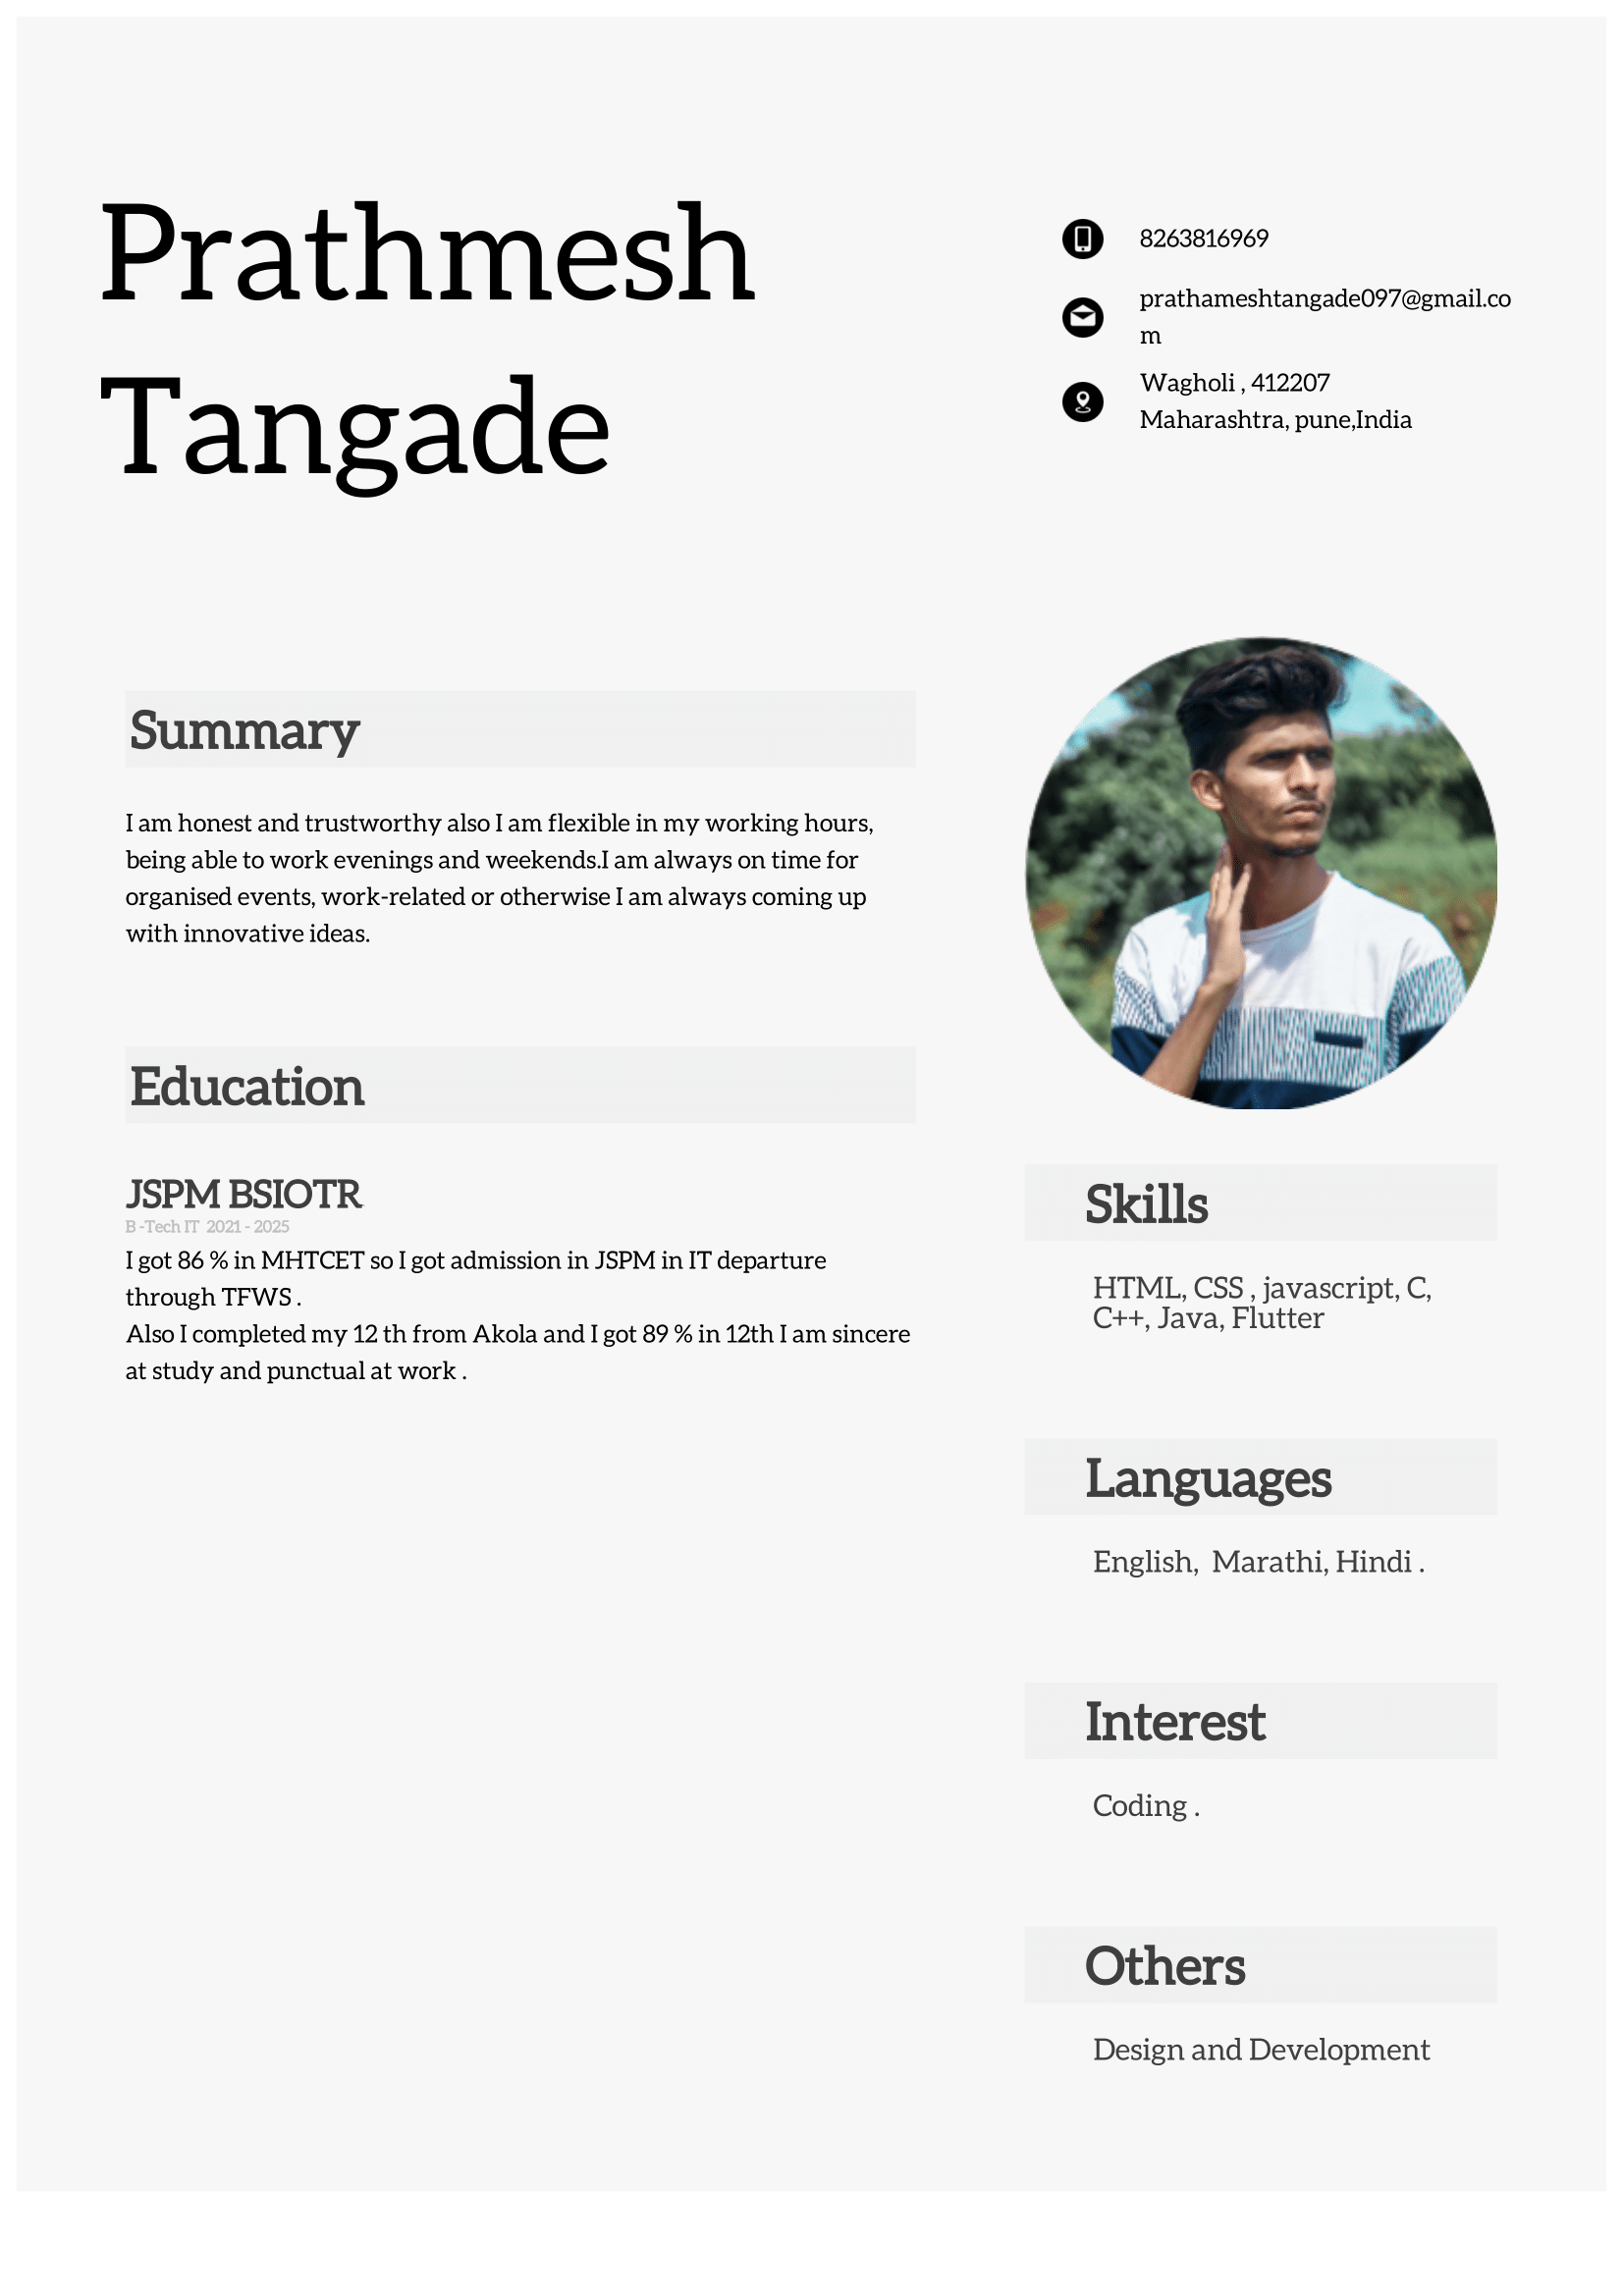 Prathmesh
Tangade
8263816969
prathameshtangade097@gmail.co
m
Wagholi , 412207
Maharashtra, pune,India
Summary
I am honest and trustworthy also I am flexible in my working hours,
being able to work evenings and weekends.I am always on time for
organised events, work-related or otherwise I am always coming up
with innovative ideas.
Education
JSPM BSIOTR
B -Tech IT  2021 - 2025
I got 86 % in MHTCET so I got admission in JSPM in IT departure
through TFWS .
Also I completed my 12 th from Akola and I got 89 % in 12th I am sincere
at study and punctual at work .
Skills
HTML, CSS , javascript, C,
C++, Java, Flutter
Languages
English,  Marathi, Hindi .
Interest
Coding .
Others
Design and Development